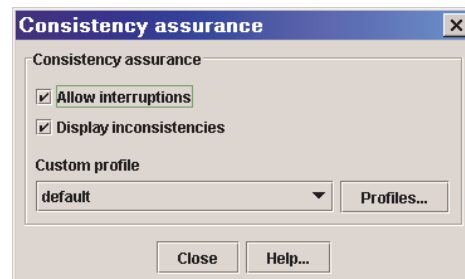 Consistency assurance
Consistency assurance
Allow interruptions
Display inconsistencies
Custom profile
default
Profiles...
Close
Help...